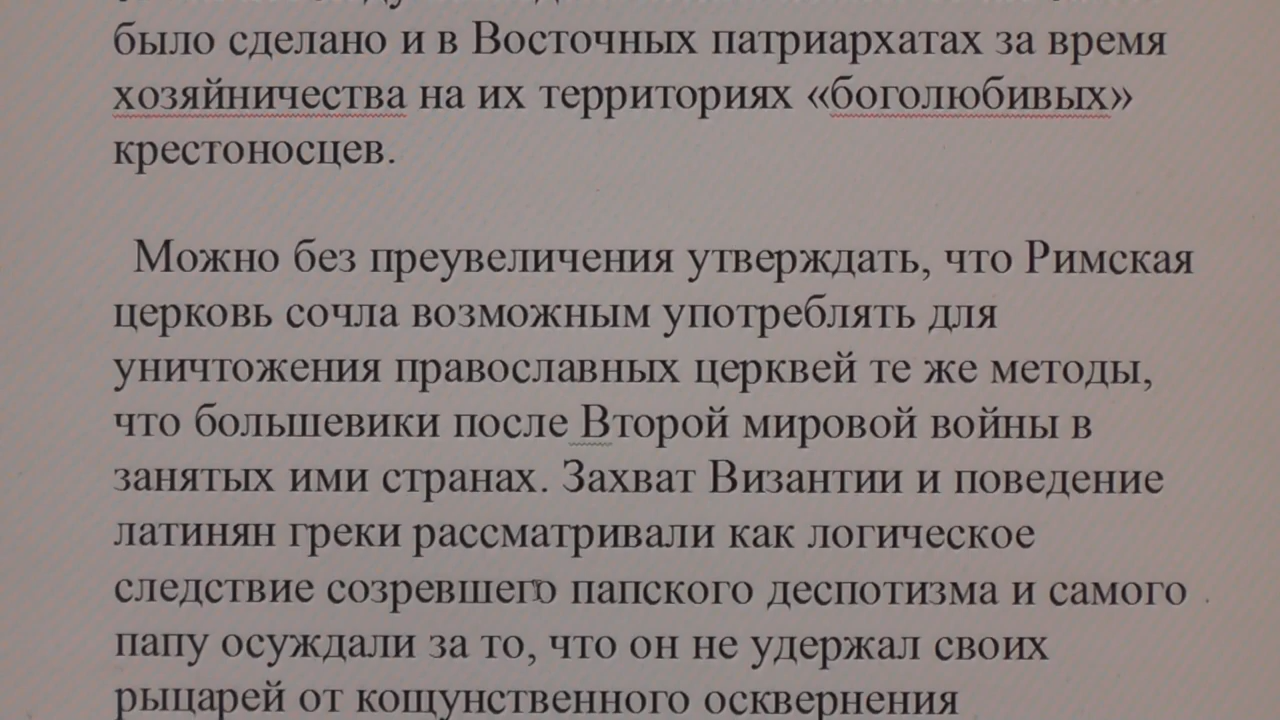 было сделано и в Восточных патриархатах за время
хозяйничества на их территориях «боголюбивых»
крестоносцев.
Можно без преувеличения утверждать, что Римская
церковь сочла возможным употреблять для
уничтожения православных церквей те же методы,
что большевики после Второй мировой войны в
занятых ими странах. Захват Византии и поведение
латинян греки рассматривали как логическое
следствие созревшего папского деспотизма и самого
папу осуждали за то, что он не удержал своих
рыцарей от кощунственного осквернения